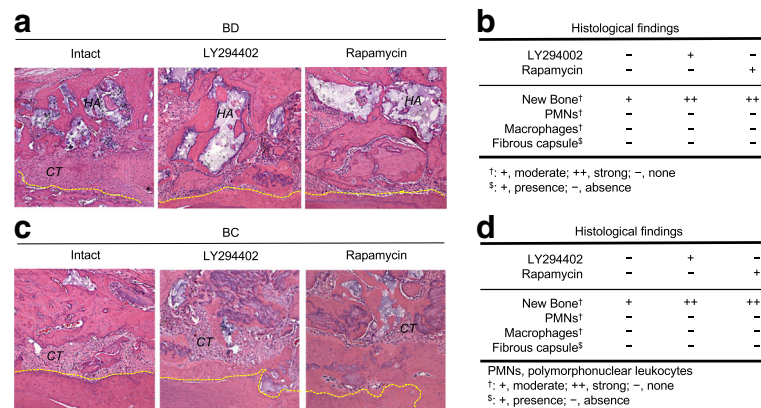 a
BD
Intact
LY294402
Rapamycin
HA
CT
HA
HA
b
Histological findings
LY294002 − + −
Rapamycin − − +
New Bone† + ++ ++
PMNs† − − −
Macrophages† − − −
Fibrous capsule$ − − −
†: +, moderate; ++, strong; −, none
$: +, presence; −, absence
c
BC
Intact
LY294402
Rapamycin
CT
CT
CT
d
Histological findings
LY294402 − + −
Rapamycin − − +
New Bone† + ++ ++
PMNs† − − −
Macrophages† − − −
Fibrous capsule$ − − −
PMNs, polymorphonuclear leukocytes
†: +, moderate; ++, strong; −, none
$: +, presence; −, absence